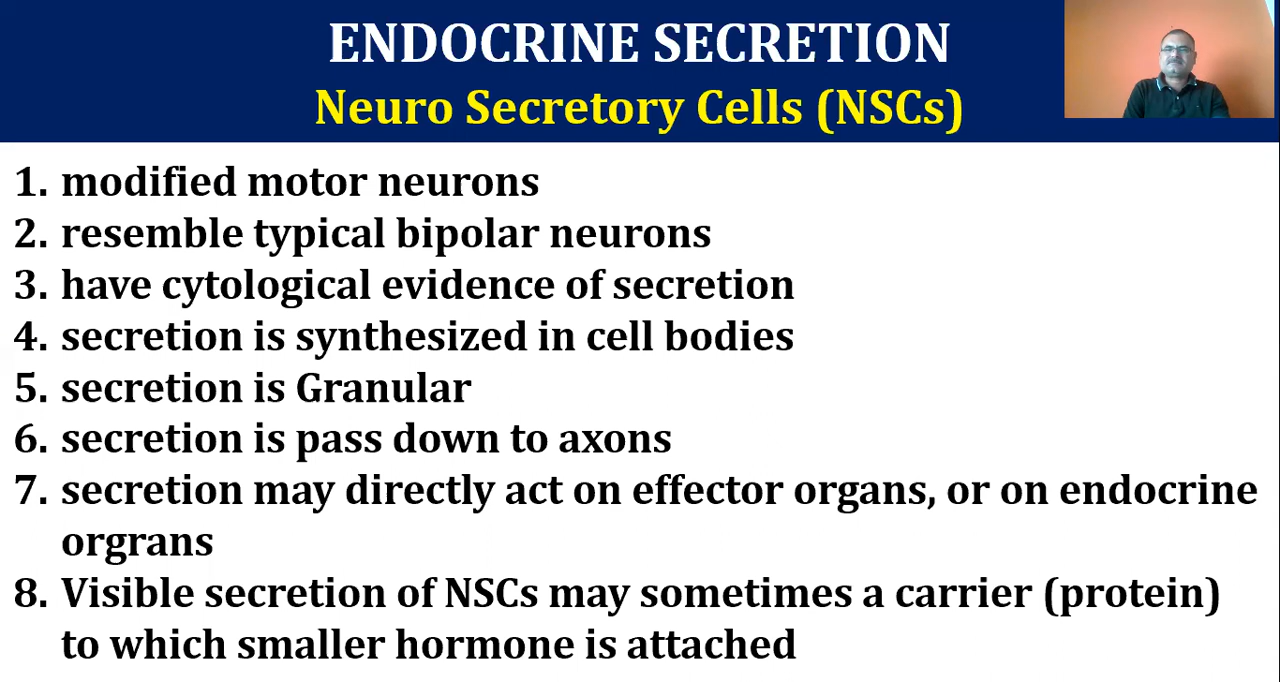 ENDOCRINE SECRETION
Neuro Secretory Cells (NSCs)
1. modified motor neurons
2. resemble typical bipolar neurons
3. have cytological evidence of secretion
4. secretion is synthesized in cell bodies
5. secretion is Granular
6. secretion is pass down to axons
7. secretion may directly act on effector organs, or on endocrine
orgrans
8. Visible secretion of NSCs may sometimes a carrier (protein)
to which smaller hormone is attached